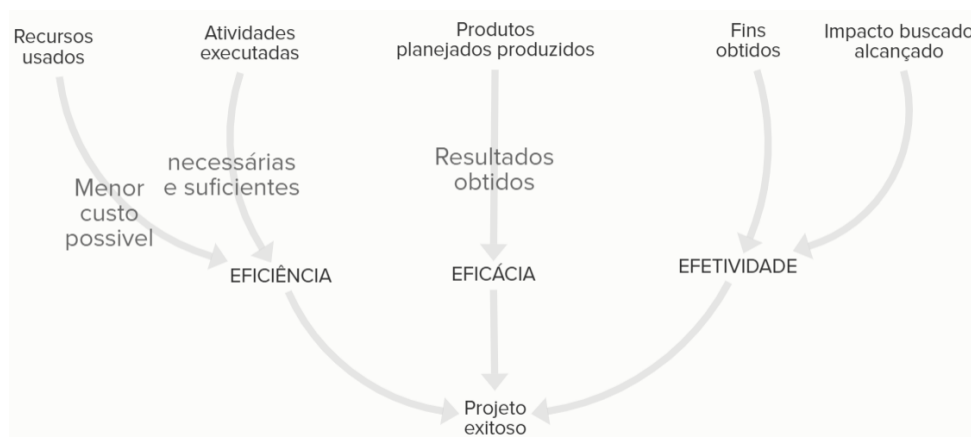 Recursos
usados
Atividades
executadas
Produtos
planejados produzidos
Fins
obtidos
Impacto buscado
alcançado
Menor
custo
possivel
necessárias
e suficientes
Resultados
obtidos
EFICIÊNCIA
EFICÁCIA
EFETIVIDADE
Projeto
exitoso